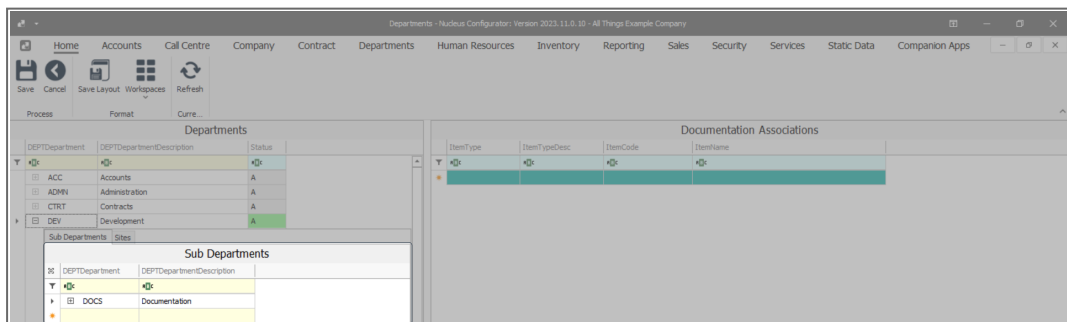 Departments - Nucleus Configurator: Version 2023.11.0.10 - All Things Example Company
Home Accounts Call Centre Company Contract Departments Human Resources Inventory Reporting Sales Security Services Static Data Companion Apps
Save Cancel Save Layout Workspaces Refresh
Process Format Curre...
Departments
DEPTDepartment DEPTDepartmentDescription Status
ACC Accounts A
ADMN Administration A
CTRT Contracts A
DEV Development A
Sub Departments Sites
Sub Departments
DEPTDepartment DEPTDepartmentDescription
DOCS Documentation
Documentation Associations
ItemType ItemTypeDesc ItemCode ItemName